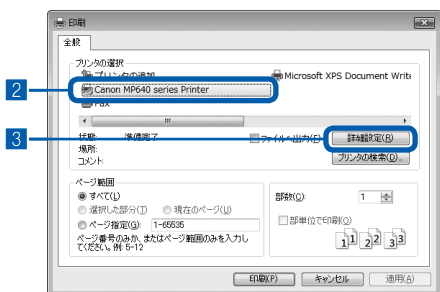 印刷
全般
プリンタの選択
プリンタの追加
Microsoft XPS Document Write
2
Canon MP640 series Printer
Fax
3
状態: 準備完了
ファイルへ出力(F)
詳細設定(R)
場所:
コメント:
プリンタの検索(D)...
ページ範囲
すべて(L)
選択した部分(T)
現在のページ(U)
ページ指定(G): 1-65535
ページ番号のみか、またはページ範囲のみを入力し
てください。例: 5-12
部数(C): 1
部単位で印刷(O)
1 1 2 2 3 3
印刷(P)
キャンセル
適用(A)